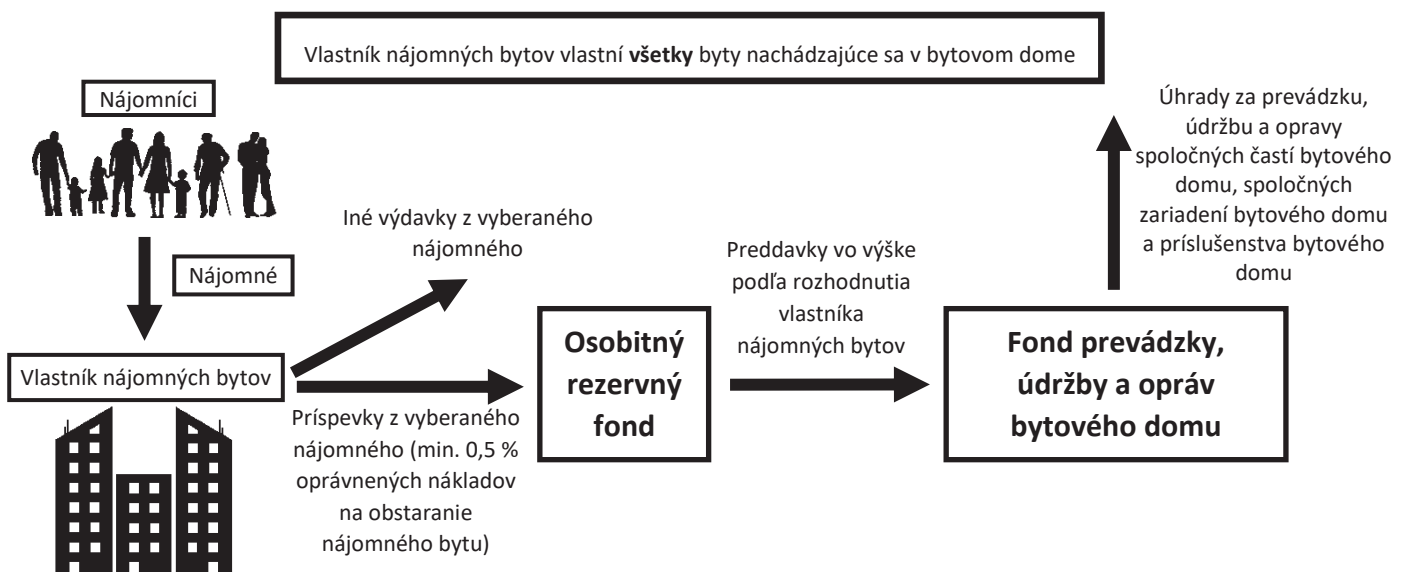 Vlastník nájomných bytov vlastní všetky byty nachádzajúce sa v bytovom dome
Nájomníci
Nájomné
Vlastník nájomných bytov
Iné výdavky z vyberaného
nájomného
Príspevky z vyberaného
nájomného (min. 0,5 %
oprávnených nákladov
na obstaranie
nájomného bytu)
Osobitný
rezervný
fond
Preddavky vo výške
podľa rozhodnutia
vlastníka
nájomných bytov
Fond prevádzky,
údržby a opráv
bytového domu
Úhrady za prevádzku,
údržbu a opravy
spoločných častí bytového
domu, spoločných
zariadení bytového domu
a príslušenstva bytového
domu